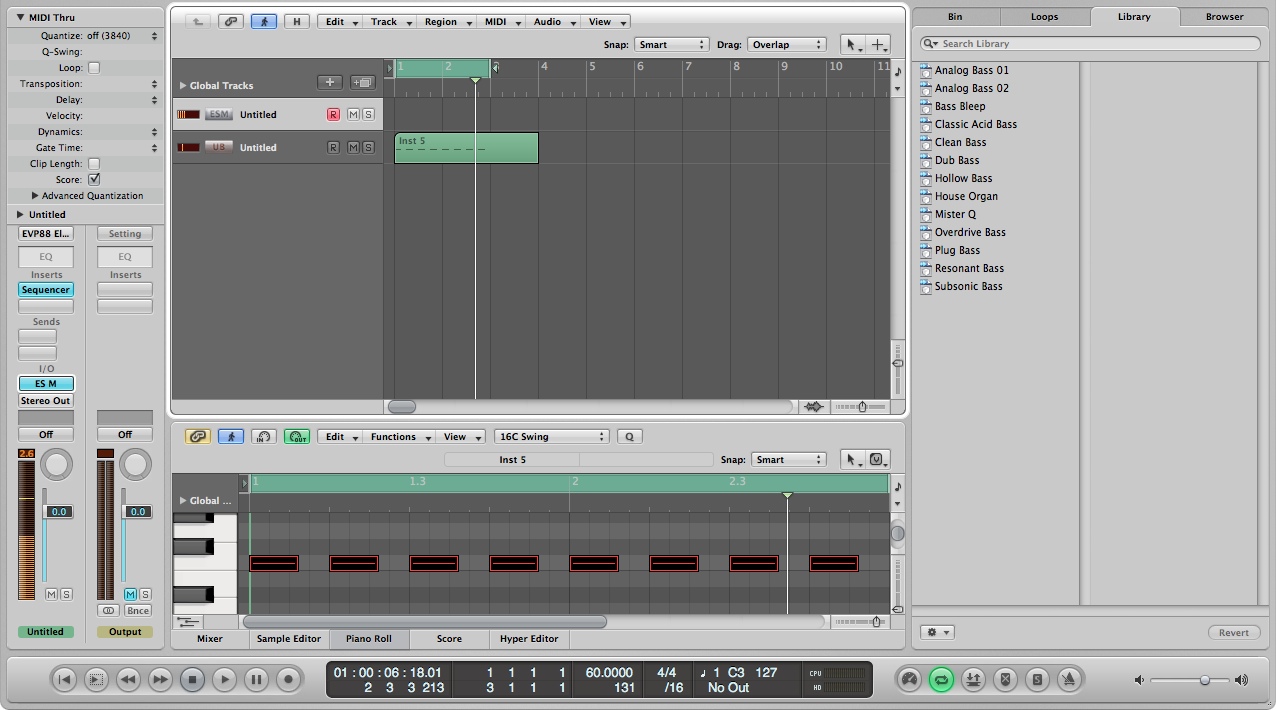 MIDI Thru
Quantize: off (3840)
Q-Swing:
Loop:
Transposition:
Delay:
Velocity:
Dynamics:
Gate Time:
Clip Length:
Score:
Advanced Quantization
Untitled
EVP88 El...
Setting
EQ
EQ
Inserts
Inserts
Sequencer
Sends
I/O
ES M
Stereo Out
Off
Off
2.6
0.0
0.0
M S
M S
Bnce
Untitled
Output
H
Edit
Track
Region
MIDI
Audio
View
Snap: Smart
Drag: Overlap
1 2 3 4 5 6 7 8 9 10 11
Global Tracks
ESM Untitled R M S
U8 Untitled R M S
Inst 5
IN
OUT
Edit
Functions
View
16C Swing
Q
Inst 5
Snap: Smart
1 1.3 2 2.3
Global ...
Mixer
Sample Editor
Piano Roll
Score
Hyper Editor
Bin
Loops
Library
Browser
Search Library
Analog Bass 01
Analog Bass 02
Bass Bleep
Classic Acid Bass
Clean Bass
Dub Bass
Hollow Bass
House Organ
Mister Q
Overdrive Bass
Plug Bass
Resonant Bass
Subsonic Bass
Revert
01 : 00 : 06 : 18.01 1 1 1 1 60.0000 4/4 1 C3 127 CPU
2 3 3 213 3 1 1 1 131 /16 No Out HD
S